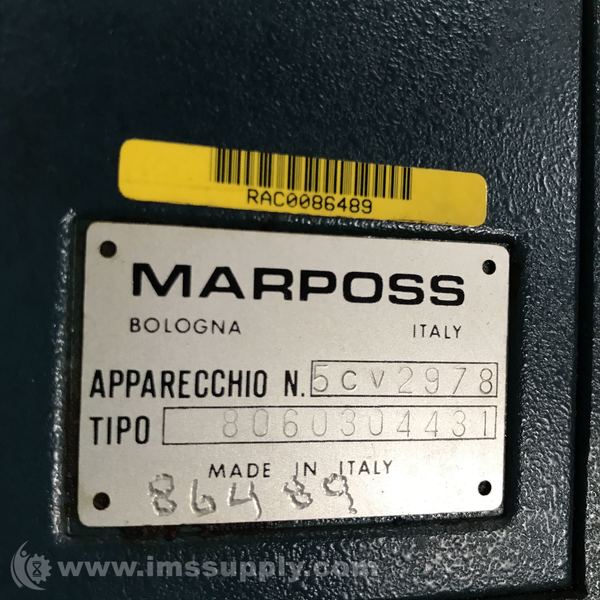 RAC0086489
MARPOSS
BOLOGNA ITALY
APPARECCHIO N. 5CV2978
TIPO 8060304431
MADE IN ITALY
86489
www.imssupply.com